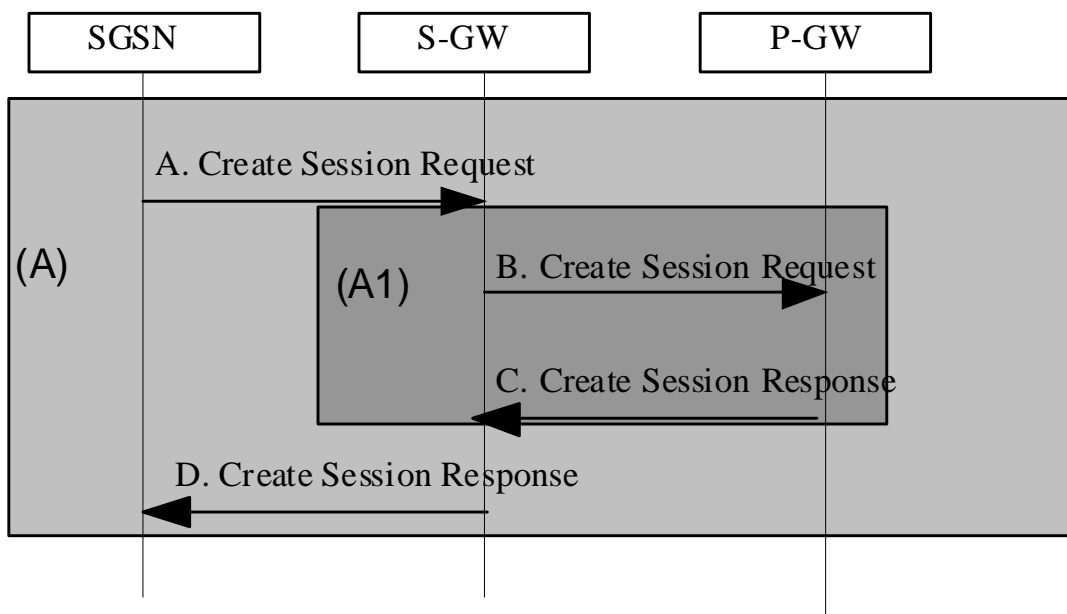 SGSN
S-GW
P-GW
A. Create Session Request
(A)
(A1)
B. Create Session Request
C. Create Session Response
D. Create Session Response